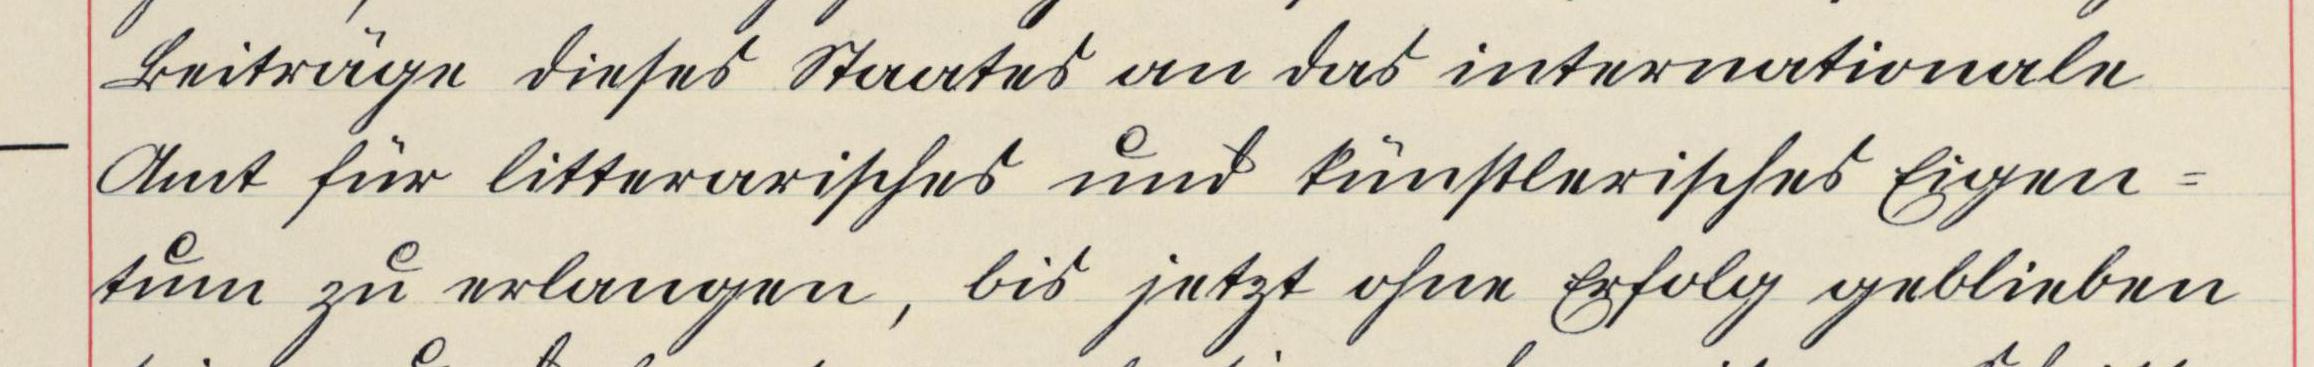 Beiträge dieses Staates an das internationale
Amt für litterarisches und künstlerisches Eigen=
tum zu erlangen, bis jetzt ohne Erfolg geblieben